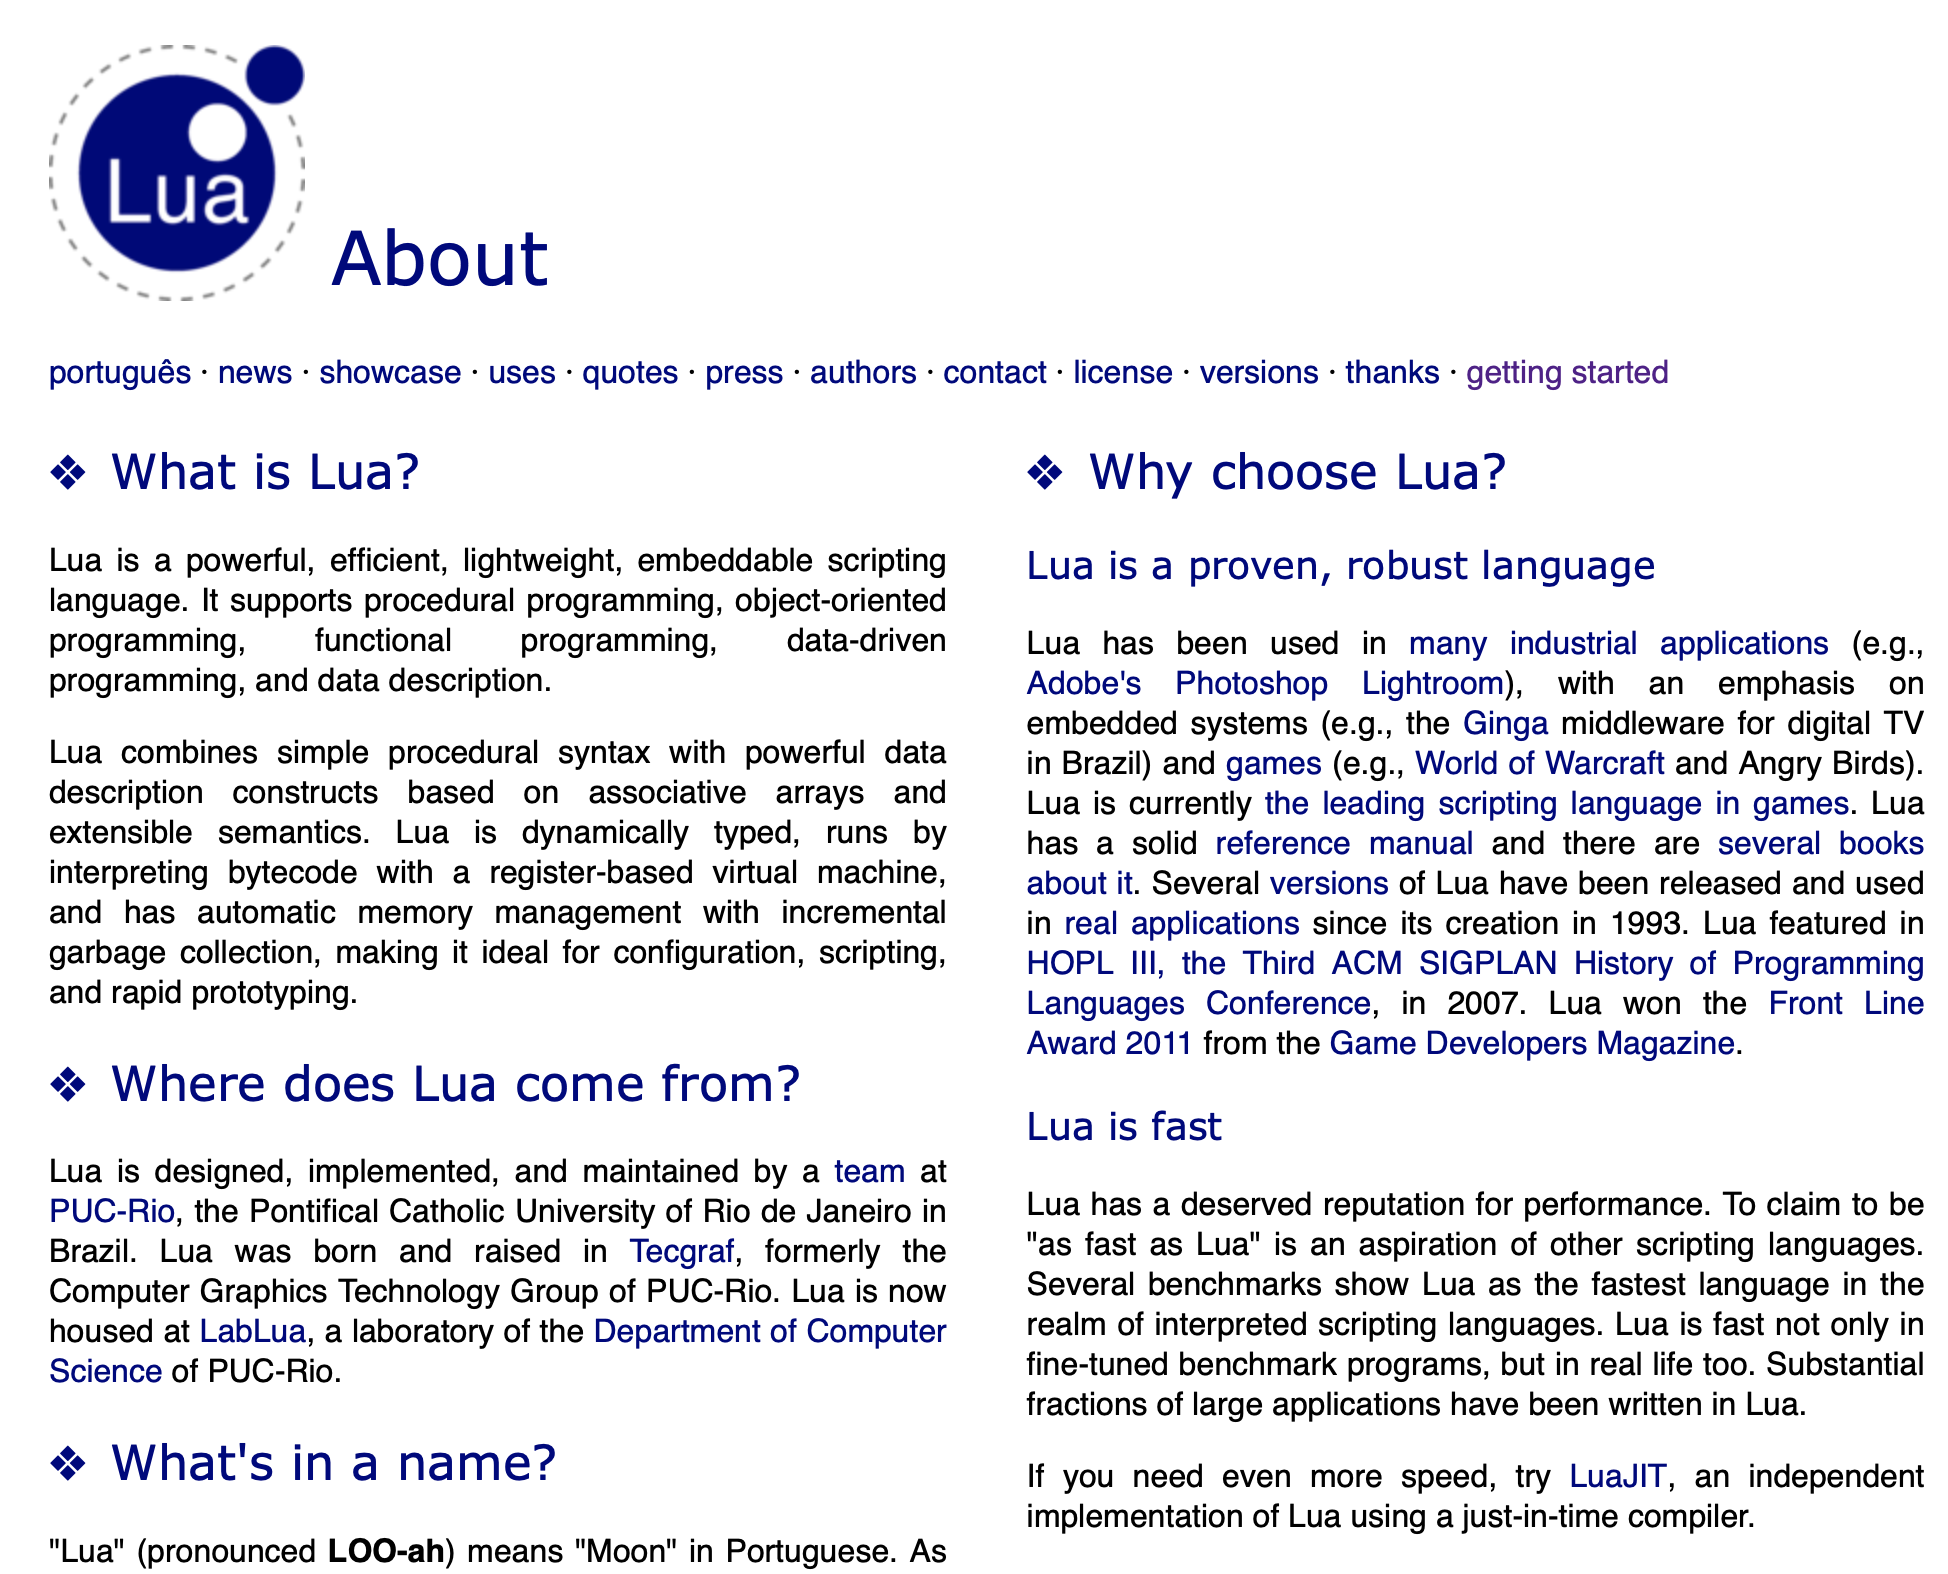 Lua
About
português · news · showcase · uses · quotes · press · authors · contact · license · versions · thanks · getting started
❖ What is Lua?
Lua is a powerful, efficient, lightweight, embeddable scripting
language. It supports procedural programming, object-oriented
programming, functional programming, data-driven
programming, and data description.
Lua combines simple procedural syntax with powerful data
description constructs based on associative arrays and
extensible semantics. Lua is dynamically typed, runs by
interpreting bytecode with a register-based virtual machine,
and has automatic memory management with incremental
garbage collection, making it ideal for configuration, scripting,
and rapid prototyping.
❖ Where does Lua come from?
Lua is designed, implemented, and maintained by a team at
PUC-Rio, the Pontifical Catholic University of Rio de Janeiro in
Brazil. Lua was born and raised in Tecgraf, formerly the
Computer Graphics Technology Group of PUC-Rio. Lua is now
housed at LabLua, a laboratory of the Department of Computer
Science of PUC-Rio.
❖ What's in a name?
"Lua" (pronounced LOO-ah) means "Moon" in Portuguese. As
❖ Why choose Lua?
Lua is a proven, robust language
Lua has been used in many industrial applications (e.g.,
Adobe's Photoshop Lightroom), with an emphasis on
embedded systems (e.g., the Ginga middleware for digital TV
in Brazil) and games (e.g., World of Warcraft and Angry Birds).
Lua is currently the leading scripting language in games. Lua
has a solid reference manual and there are several books
about it. Several versions of Lua have been released and used
in real applications since its creation in 1993. Lua featured in
HOPL III, the Third ACM SIGPLAN History of Programming
Languages Conference, in 2007. Lua won the Front Line
Award 2011 from the Game Developers Magazine.
Lua is fast
Lua has a deserved reputation for performance. To claim to be
"as fast as Lua" is an aspiration of other scripting languages.
Several benchmarks show Lua as the fastest language in the
realm of interpreted scripting languages. Lua is fast not only in
fine-tuned benchmark programs, but in real life too. Substantial
fractions of large applications have been written in Lua.
If you need even more speed, try LuaJIT, an independent
implementation of Lua using a just-in-time compiler.